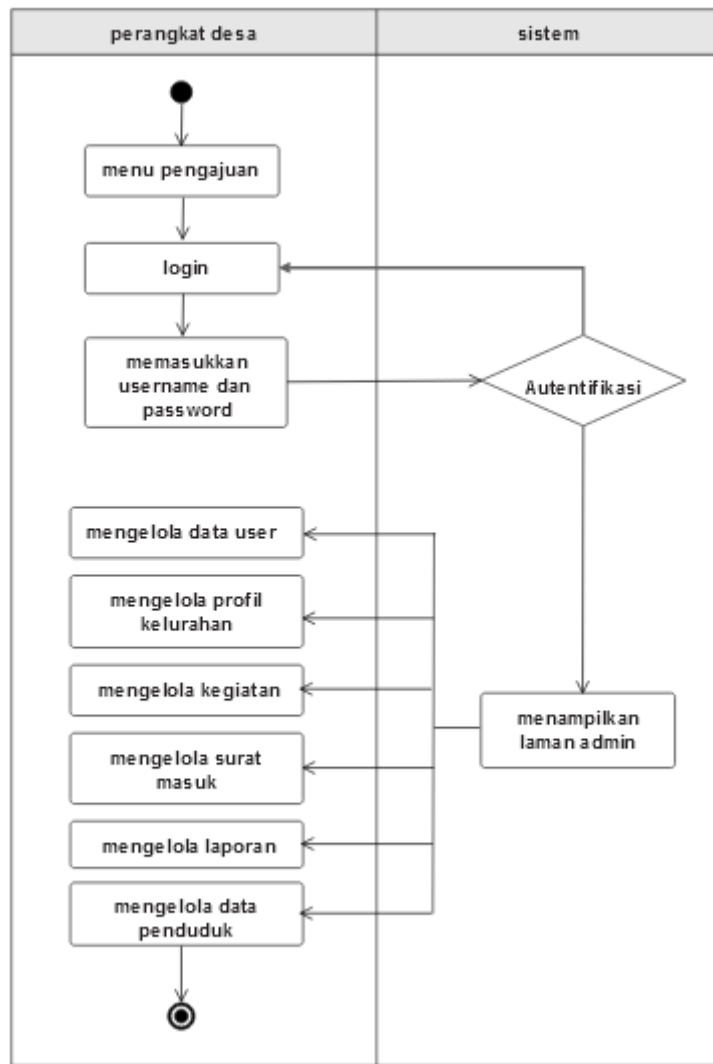 perangkat desa
sistem
menu pengajuan
login
memasukkan
username dan
password
Autentifikasi
mengelola data user
mengelola profil
kelurahan
mengelola kegiatan
menampilkan
laman admin
mengelola surat
masuk
mengelola laporan
mengelola data
penduduk